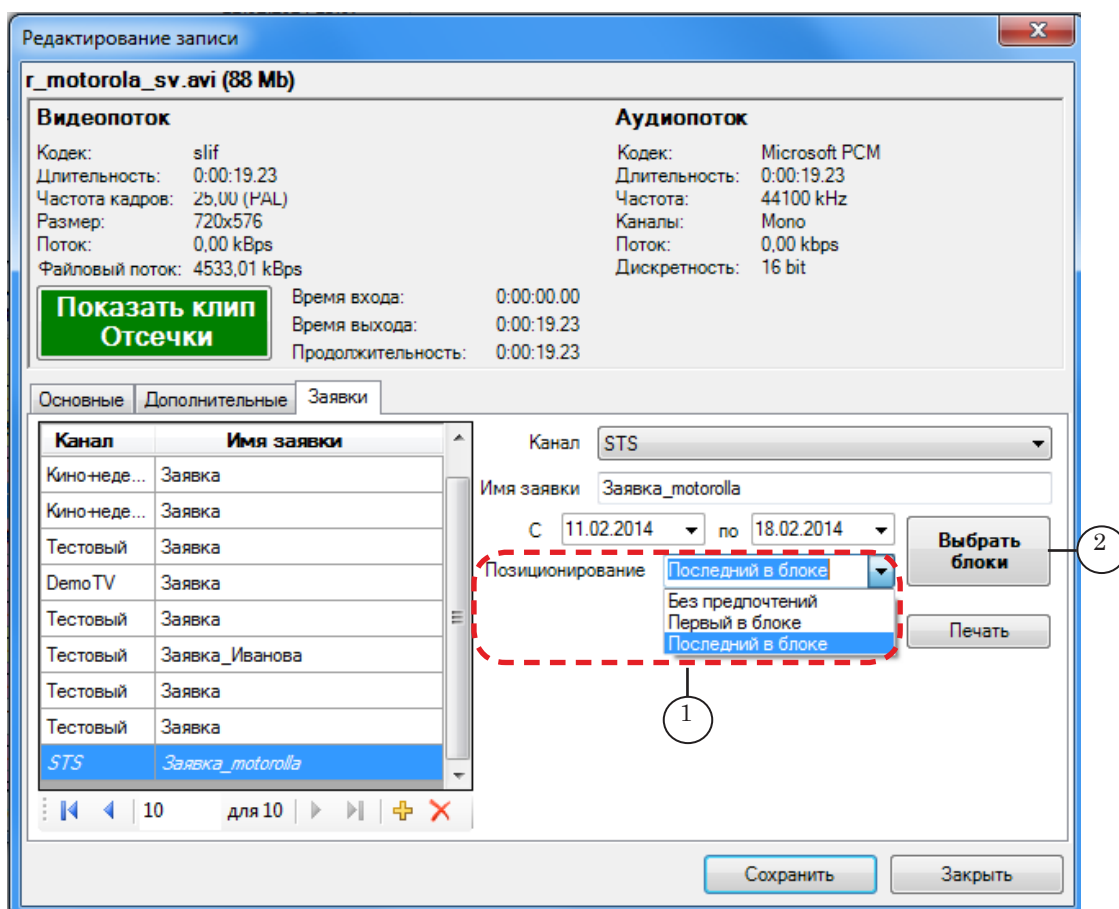 Редактирование записи
r_motorola_sv.avi (88 Mb)
Видеопоток
Кодек: slif
Длительность: 0:00:19.23
Частота кадров: 25,00 (PAL)
Размер: 720x576
Поток: 0,00 kBps
Файловый поток: 4533,01 kBps
Аудиопоток
Кодек: Microsoft PCM
Длительность: 0:00:19.23
Частота: 44100 kHz
Каналы: Mono
Поток: 0,00 kbps
Дискретность: 16 bit
Показать клип
Отсечки
Время входа: 0:00:00.00
Время выхода: 0:00:19.23
Продолжительность: 0:00:19.23
Основные Дополнительные Заявки
Канал Имя заявки
Кино-неде... Заявка
Кино-неде... Заявка
Тестовый Заявка
DemoTV Заявка
Тестовый Заявка
Тестовый Заявка_Иванова
Тестовый Заявка
Тестовый Заявка
STS Заявка_motorolla
10 для 10
Канал STS
Имя заявки Заявка_motorolla
С 11.02.2014 по 18.02.2014
Позиционирование Последний в блоке
Без предпочтений
Первый в блоке
Последний в блоке
Выбрать
блоки
Печать
1
2
Сохранить Закрыть